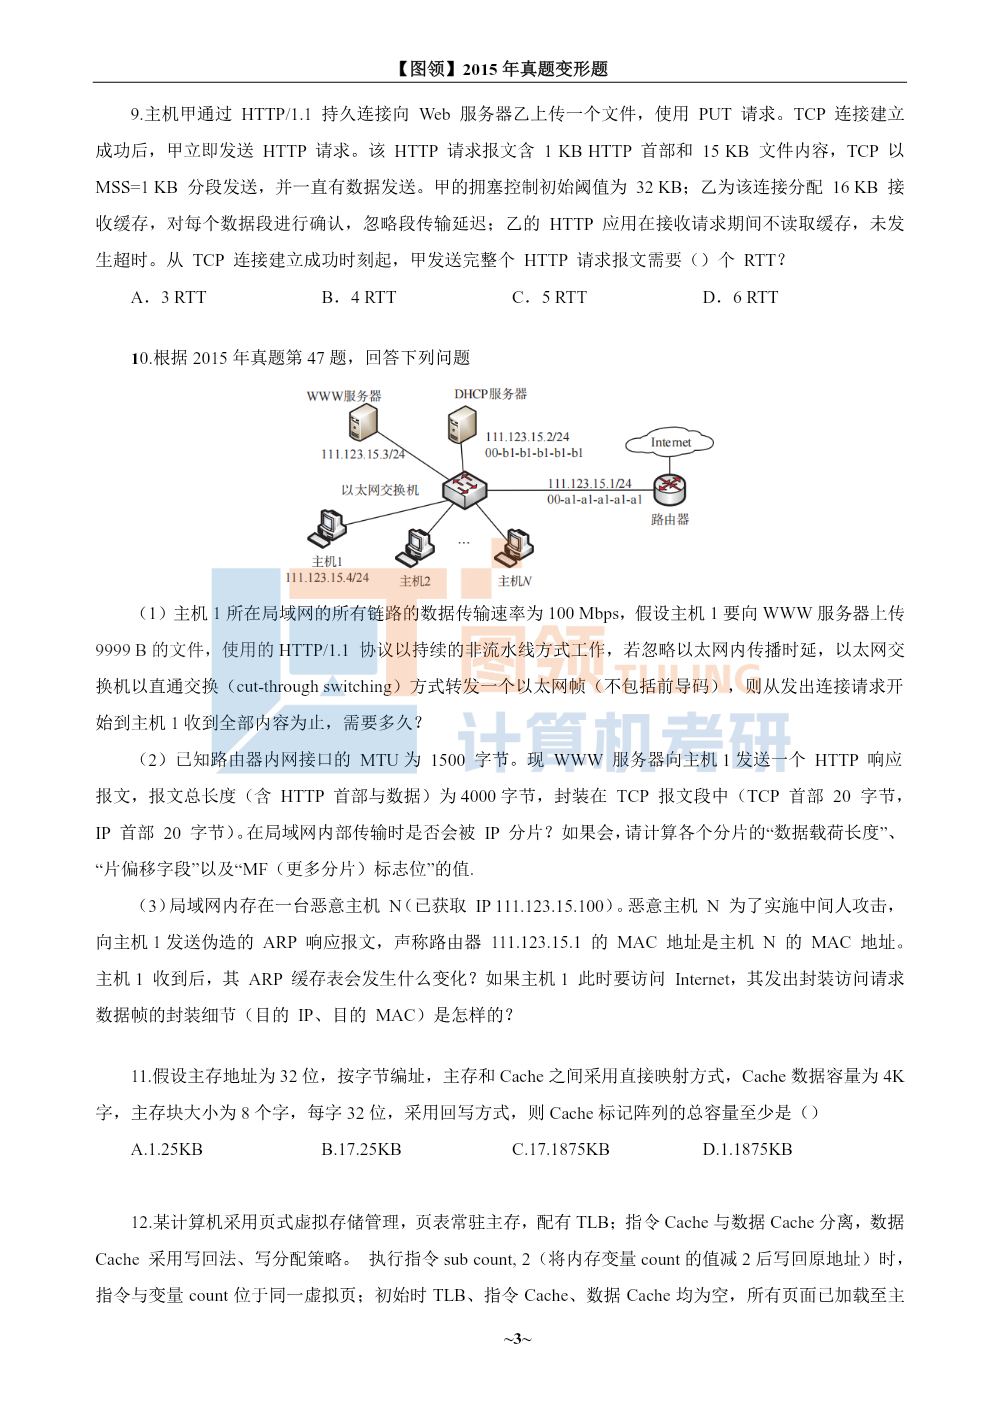 【图领】2015 年真题变形题
9.主机甲通过 HTTP/1.1 持久连接向 Web 服务器乙上传一个文件，使用 PUT 请求。TCP 连接建立
成功后，甲立即发送 HTTP 请求。该 HTTP 请求报文含 1 KB HTTP 首部和 15 KB 文件内容，TCP 以
MSS=1 KB 分段发送，并一直有数据发送。甲的拥塞控制初始阈值为 32 KB；乙为该连接分配 16 KB 接
收缓存，对每个数据段进行确认，忽略段传输延迟；乙的 HTTP 应用在接收请求期间不读取缓存，未发
生超时。从 TCP 连接建立成功时刻起，甲发送完整个 HTTP 请求报文需要（）个 RTT？
A．3 RTT B．4 RTT C．5 RTT D．6 RTT
10.根据 2015 年真题第 47 题，回答下列问题
WWW服务器 DHCP服务器
111.123.15.2/24
00-b1-b1-b1-b1-b1
Internet
111.123.15.3/24
以太网交换机
111.123.15.1/24
00-a1-a1-a1-a1-a1
路由器
...
主机1
111.123.15.4/24
主机2
主机N
（1）主机 1 所在局域网的所有链路的数据传输速率为 100 Mbps，假设主机 1 要向 WWW 服务器上传
9999 B 的文件，使用的 HTTP/1.1 协议以持续的非流水线方式工作，若忽略以太网内传播时延，以太网交
换机以直通交换（cut-through switching）方式转发一个以太网帧（不包括前导码），则从发出连接请求开
始到主机 1 收到全部内容为止，需要多久？
（2）已知路由器内网接口的 MTU 为 1500 字节。现 WWW 服务器向主机 1 发送一个 HTTP 响应
报文，报文总长度（含 HTTP 首部与数据）为 4000 字节，封装在 TCP 报文段中（TCP 首部 20 字节，
IP 首部 20 字节）。在局域网内部传输时是否会被 IP 分片？如果会，请计算各个分片的“数据载荷长度”、
“片偏移字段”以及“MF（更多分片）标志位”的值.
（3）局域网内存在一台恶意主机 N（已获取 IP 111.123.15.100）。恶意主机 N 为了实施中间人攻击，
向主机 1 发送伪造的 ARP 响应报文，声称路由器 111.123.15.1 的 MAC 地址是主机 N 的 MAC 地址。
主机 1 收到后，其 ARP 缓存表会发生什么变化？如果主机 1 此时要访问 Internet，其发出封装访问请求
数据帧的封装细节（目的 IP、目的 MAC）是怎样的？
图领
TULING
计算机考研
11.假设主存地址为 32 位，按字节编址，主存和 Cache 之间采用直接映射方式，Cache 数据容量为 4K
字，主存块大小为 8 个字，每字 32 位，采用回写方式，则 Cache 标记阵列的总容量至少是（）
A.1.25KB B.17.25KB C.17.1875KB D.1.1875KB
12.某计算机采用页式虚拟存储管理，页表常驻主存，配有 TLB；指令 Cache 与数据 Cache 分离，数据
Cache 采用写回法、写分配策略。 执行指令 sub count, 2（将内存变量 count 的值减 2 后写回原地址）时，
指令与变量 count 位于同一虚拟页；初始时 TLB、指令 Cache、数据 Cache 均为空，所有页面已加载至主
~3~